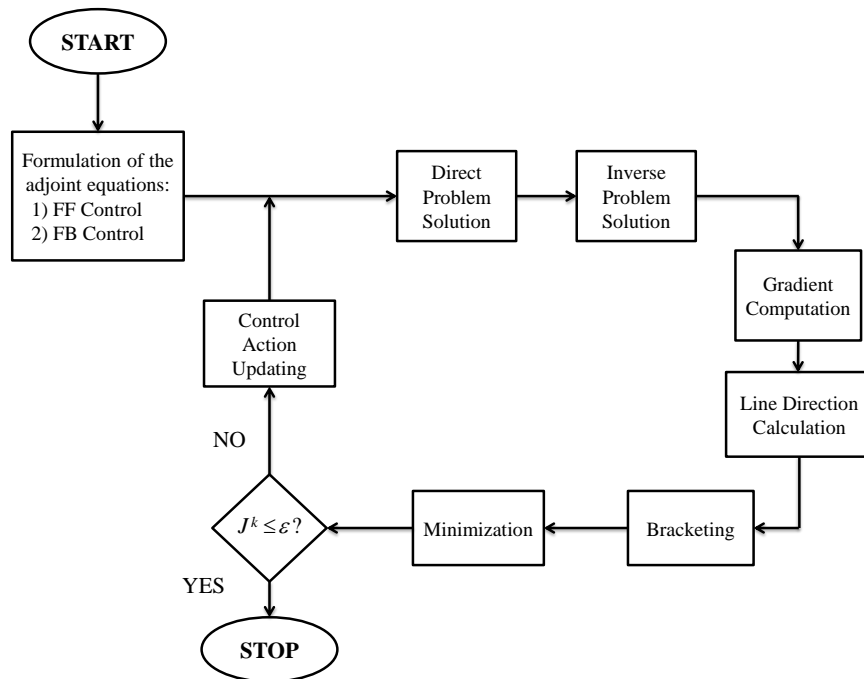 START
Formulation of the
adjoint equations:
1) FF Control
2) FB Control
Direct
Problem
Solution
Inverse
Problem
Solution
Gradient
Computation
Line Direction
Calculation
Bracketing
Minimization
J^k ≤ ε?
NO
Control
Action
Updating
YES
STOP